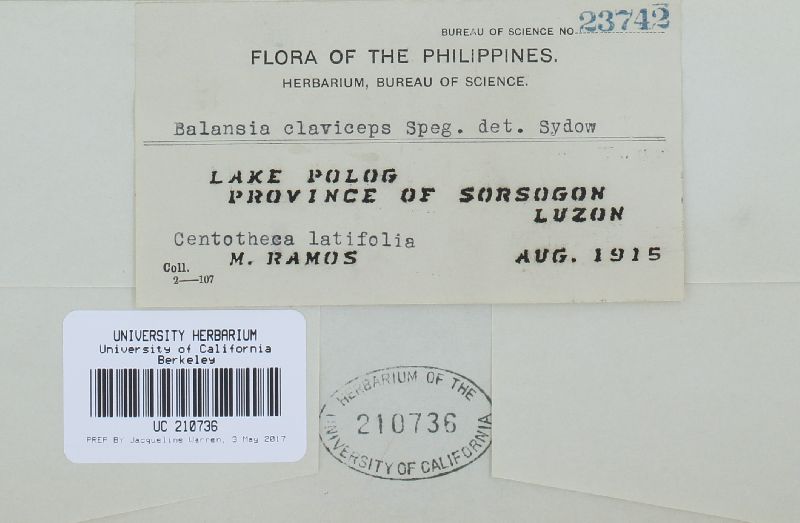 BUREAU OF SCIENCE NO. 23742
FLORA OF THE PHILIPPINES.
HERBARIUM, BUREAU OF SCIENCE.
Balansia claviceps Speg. det. Sydow
LAKE POLOG
PROVINCE OF SORSOGON
LUZON
Centotheca latifolia
Coll. M. RAMOS AUG. 1915
2—107
UNIVERSITY HERBARIUM
University of California
Berkeley
UC 210736
PREP BY Jacqueline Warren, 3 May 2017
HERBARIUM OF THE
210736
UNIVERSITY OF CALIFORNIA